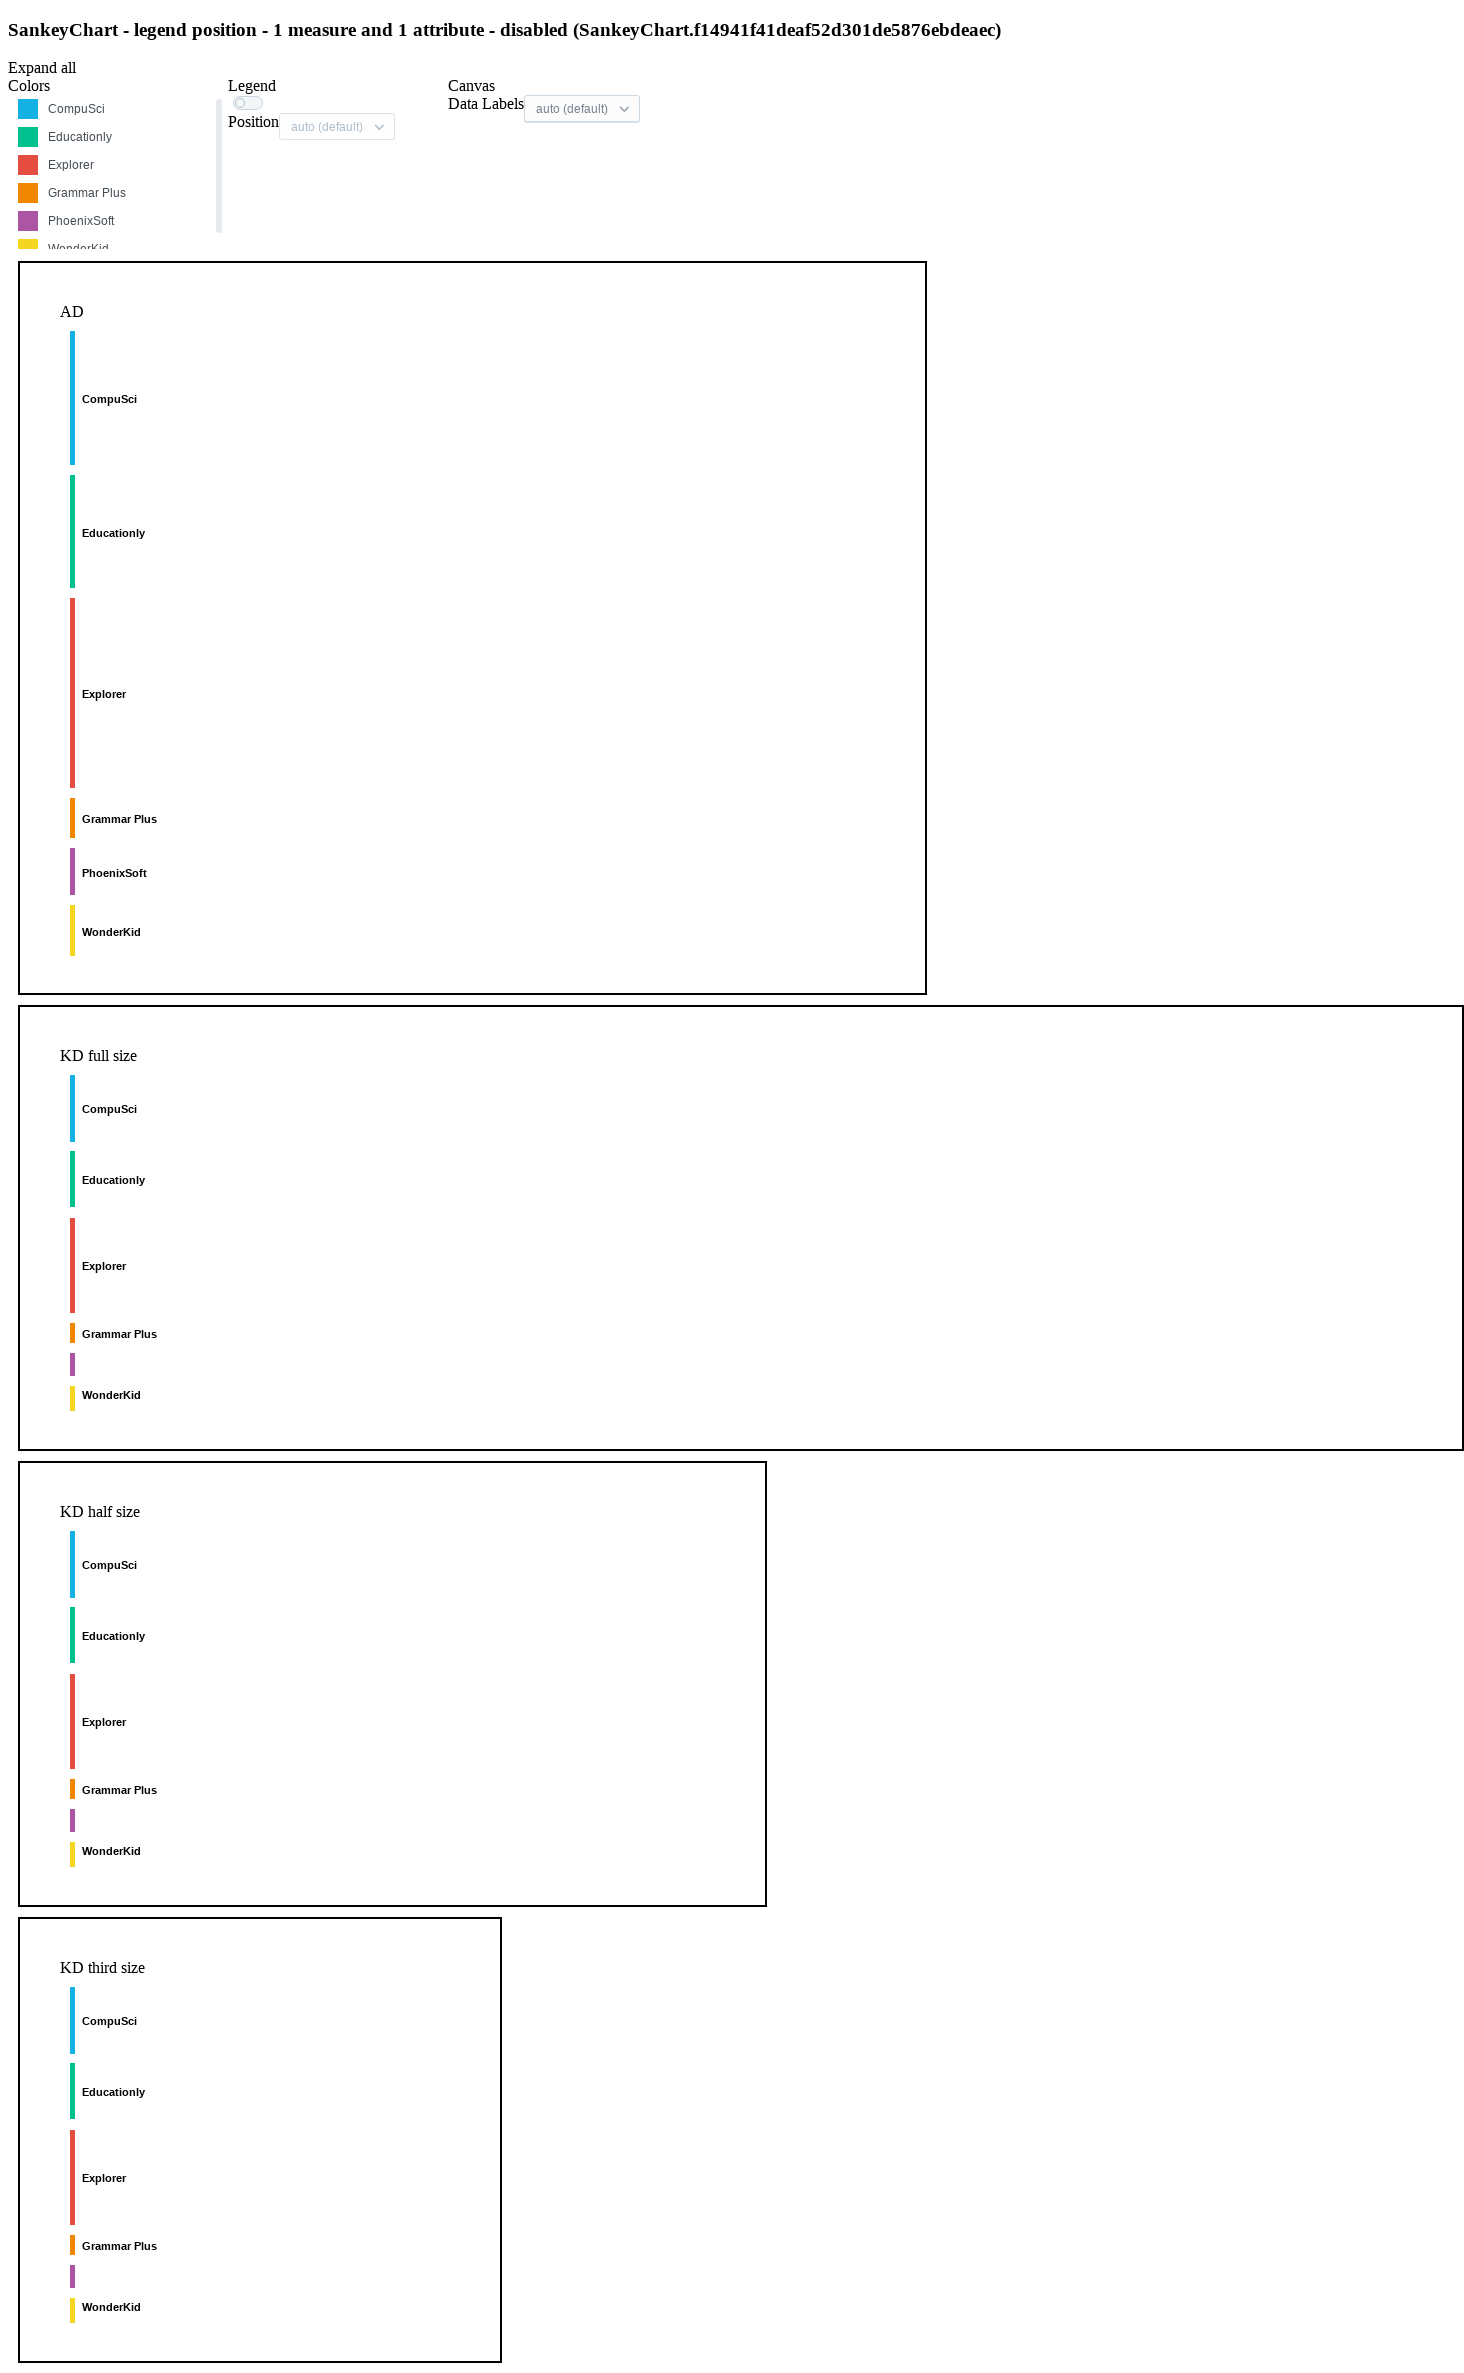 SankeyChart - legend position - 1 measure and 1 attribute - disabled (SankeyChart.f14941f41deaf52d301de5876ebdeaec)
Expand all
Colors
CompuSci
Educationly
Explorer
Grammar Plus
PhoenixSoft
WonderKid
Legend
Position auto (default)
Canvas
Data Labels auto (default)
AD
CompuSci
Educationly
Explorer
Grammar Plus
PhoenixSoft
WonderKid
KD full size
CompuSci
Educationly
Explorer
Grammar Plus
WonderKid
KD half size
CompuSci
Educationly
Explorer
Grammar Plus
WonderKid
KD third size
CompuSci
Educationly
Explorer
Grammar Plus
WonderKid